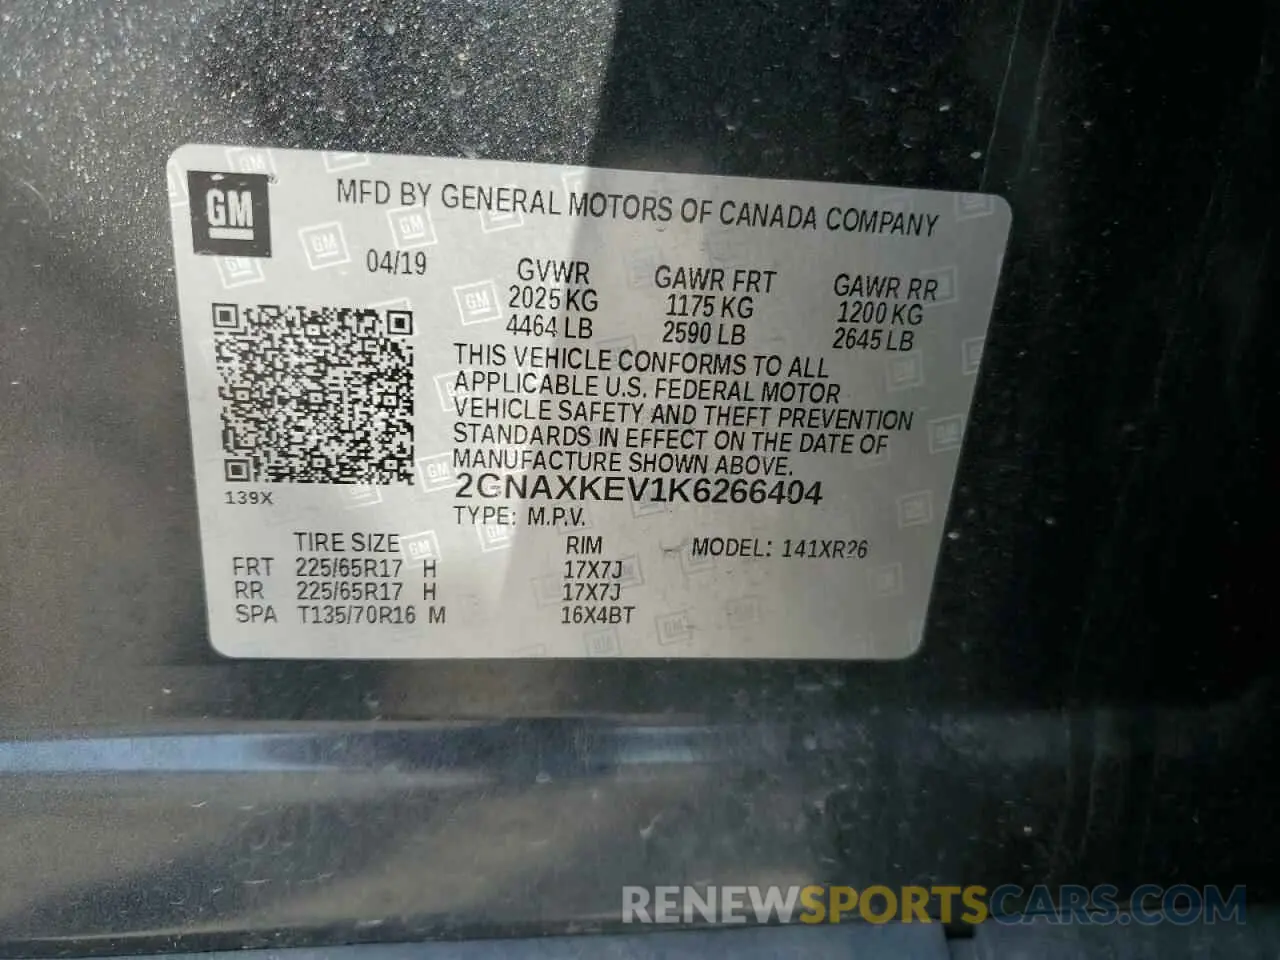 GM
MFD BY GENERAL MOTORS OF CANADA COMPANY
04/19
GVWR GAWR FRT GAWR RR
2025 KG 1175 KG 1200 KG
4464 LB 2590 LB 2645 LB
THIS VEHICLE CONFORMS TO ALL
APPLICABLE U.S. FEDERAL MOTOR
VEHICLE SAFETY AND THEFT PREVENTION
STANDARDS IN EFFECT ON THE DATE OF
MANUFACTURE SHOWN ABOVE.
139X
2GNAXKEV1K6266404
TYPE: M.P.V.
TIRE SIZE RIM MODEL: 141XR26
FRT 225/65R17 H 17X7J
RR 225/65R17 H 17X7J
SPA T135/70R16 M 16X4BT
RENEWSPORTSCARS.COM